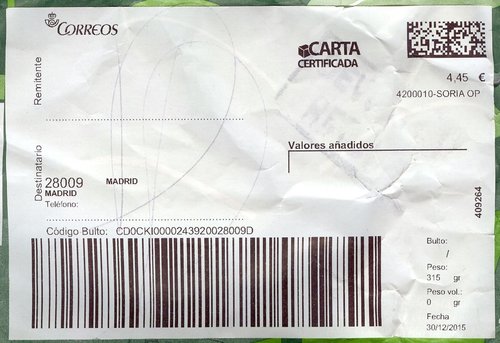 CORREOS
CARTA
CERTIFICADA
4,45 €
4200010-SORIA OP
Remitente
Valores añadidos
Destinatario
28009 MADRID
MADRID
Teléfono:
409264
Código Bulto: CD0CKI0000243920028009D
Bulto:
/
Peso:
315 gr
Peso vol.:
0 gr
Fecha
30/12/2015